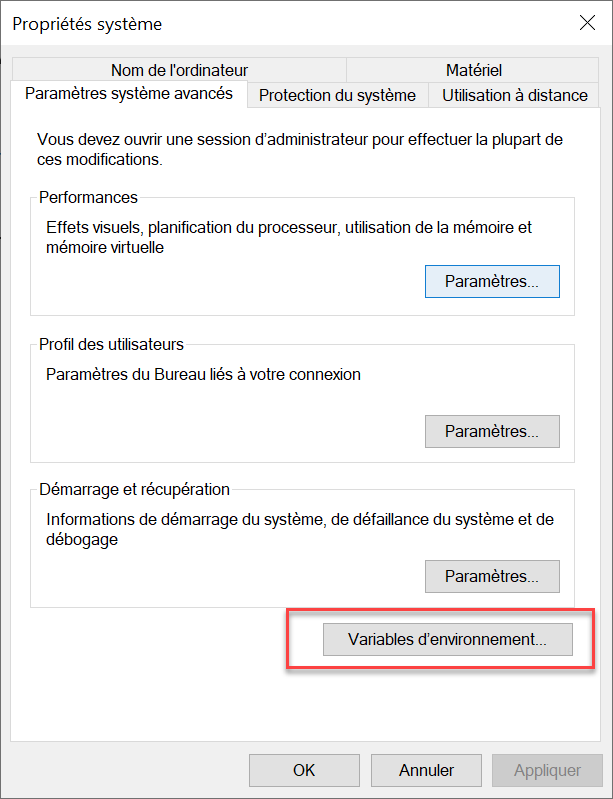 Propriétés système
Nom de l'ordinateur
Matériel
Paramètres système avancés
Protection du système
Utilisation à distance
Vous devez ouvrir une session d’administrateur pour effectuer la plupart de
ces modifications.
Performances
Effets visuels, planification du processeur, utilisation de la mémoire et
mémoire virtuelle
Paramètres...
Profil des utilisateurs
Paramètres du Bureau liés à votre connexion
Paramètres...
Démarrage et récupération
Informations de démarrage du système, de défaillance du système et de
débogage
Paramètres...
Variables d’environnement...
OK
Annuler
Appliquer